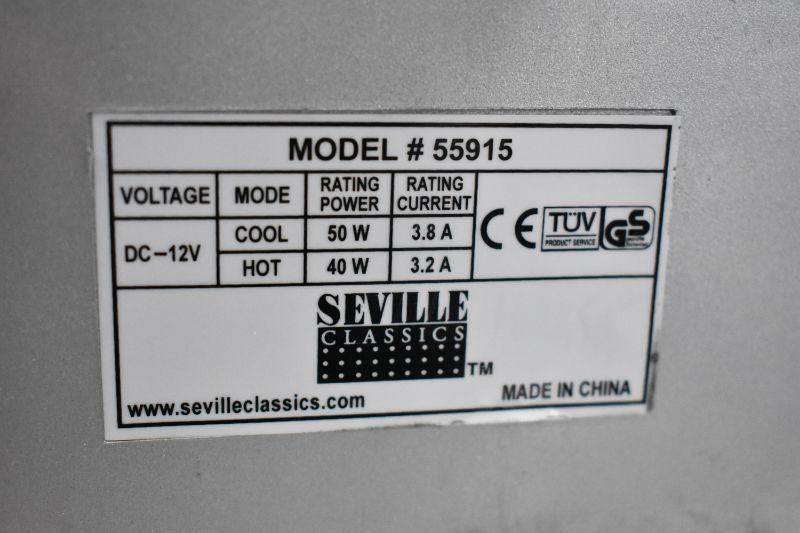 MODEL # 55915
VOLTAGE MODE RATING POWER RATING CURRENT
DC-12V COOL 50 W 3.8 A
HOT 40 W 3.2 A
CE TÜV PRODUCT SERVICE GS
SEVILLE
CLASSICS
TM
www.sevilleclassics.com
MADE IN CHINA